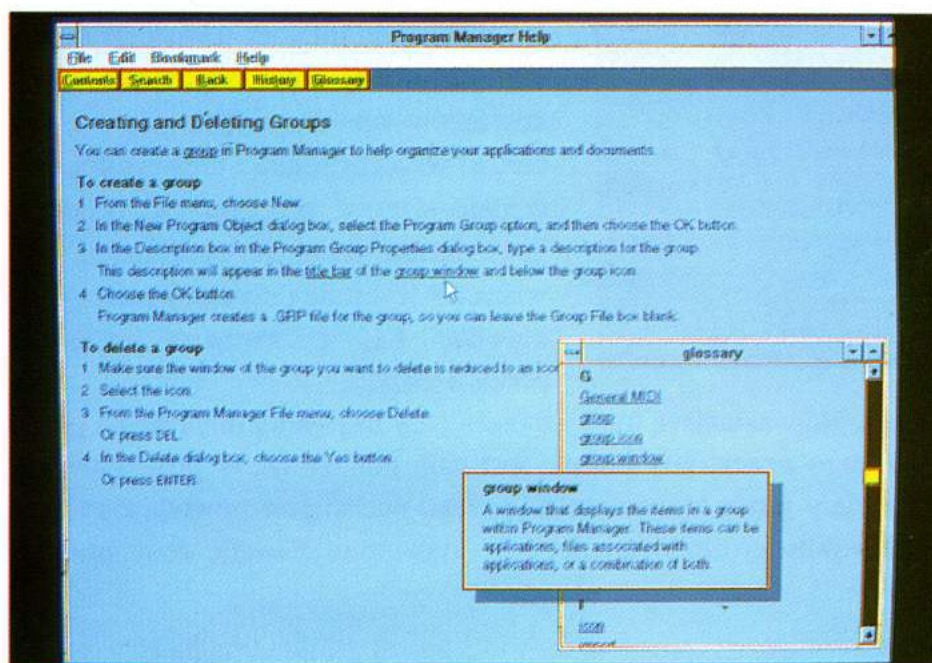 Program Manager Help
File Edit Bookmark Help
Contents Search Back History Glossary
Creating and Deleting Groups
You can create a group in Program Manager to help organize your applications and documents.
To create a group
1 From the File menu, choose New.
2 In the New Program Object dialog box, select the Program Group option, and then choose the OK button.
3 In the Description box in the Program Group Properties dialog box, type a description for the group.
This description will appear in the title bar of the group window and below the group icon.
4 Choose the OK button.
Program Manager creates a .GRP file for the group, so you can leave the Group File box blank.
To delete a group
1 Make sure the window of the group you want to delete is reduced to an icon
2 Select the icon.
3 From the Program Manager File menu, choose Delete.
Or press DEL.
4 In the Delete dialog box, choose the Yes button.
Or press ENTER.
glossary
G
General MIDI
group
group icon
group window
group window
A window that displays the items in a group
within Program Manager. These items can be
applications, files associated with
applications, or a combination of both.
I
icon